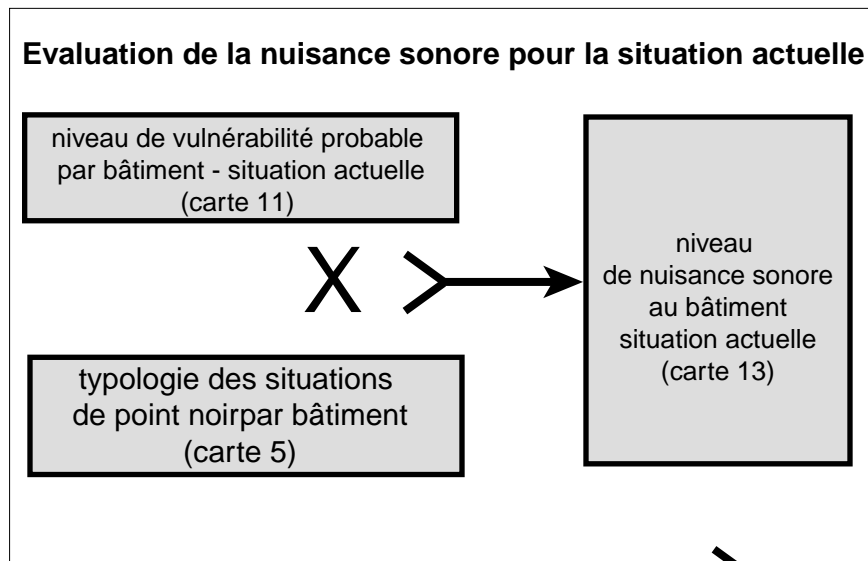 Evaluation de la nuisance sonore pour la situation actuelle
niveau de vulnérabilité probable
par bâtiment - situation actuelle
(carte 11)
X
typologie des situations
de point noirpar bâtiment
(carte 5)
niveau
de nuisance sonore
au bâtiment
situation actuelle
(carte 13)